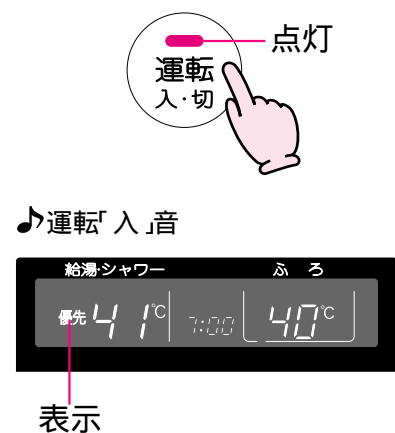 点灯
運転
入・切
♪運転「入」音
給湯・シャワー ふろ
優先 41℃ 7:00 40℃
表示